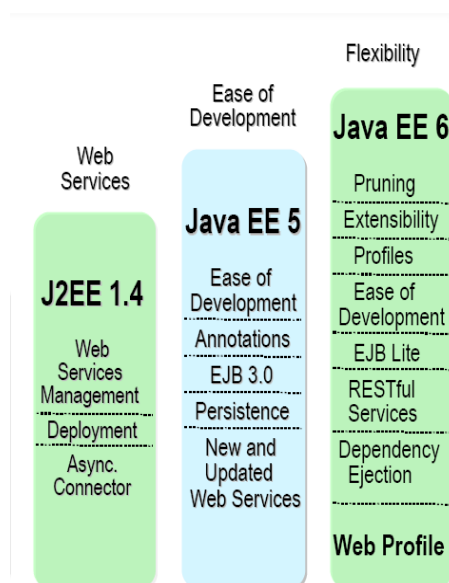 Web
Services
J2EE 1.4
Web
Services
Management
Deployment
Async.
Connector
Ease of
Development
Java EE 5
Ease of
Development
Annotations
EJB 3.0
Persistence
New and
Updated
Web Services
Flexibility
Java EE 6
Pruning
Extensibility
Profiles
Ease of
Development
EJB Lite
RESTful
Services
Dependency
Ejection
Web Profile